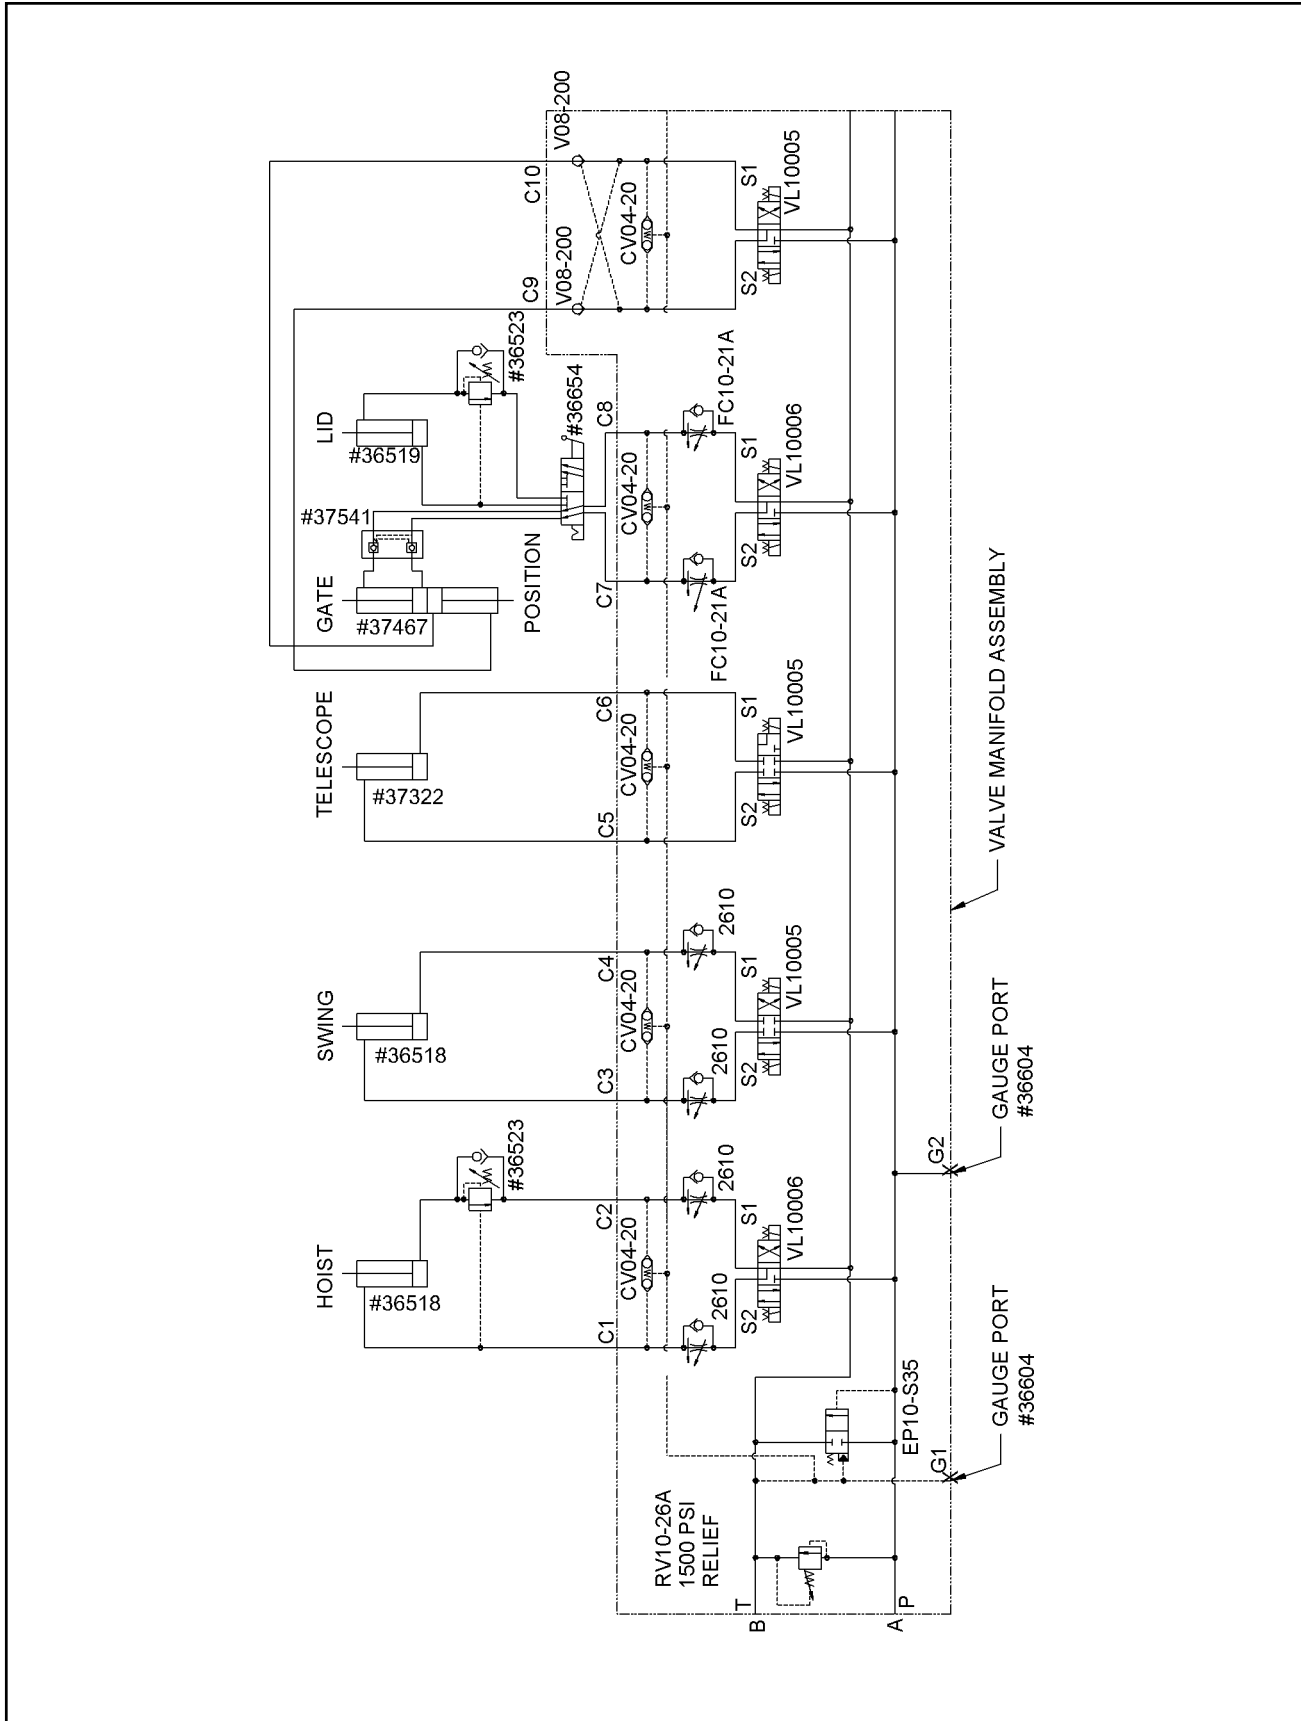 HOIST
#36518
#36523
C1
C2
CV04-20
2610
2610
S2
S1
VL10006
SWING
#36518
C3
C4
CV04-20
2610
2610
S2
S1
VL10005
TELESCOPE
#37322
C5
C6
CV04-20
S2
S1
VL10005
GATE
#37467
POSITION
#37541
LID
#36519
#36523
#36654
C7
C8
CV04-20
FC10-21A
FC10-21A
S2
S1
VL10006
C9
C10
V08-200
V08-200
CV04-20
S2
S1
VL10005
RV10-26A
1500 PSI
RELIEF
B
T
A
P
EP10-S35
G1
GAUGE PORT
#36604
G2
GAUGE PORT
#36604
VALVE MANIFOLD ASSEMBLY